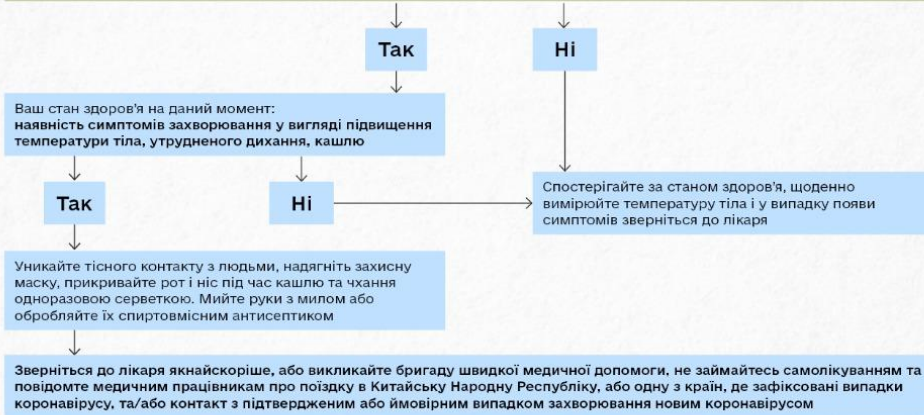 Так
Ні
Ваш стан здоров'я на даний момент:
наявність симптомів захворювання у вигляді підвищення
температури тіла, утрудненого дихання, кашлю
Так
Ні
Спостерігайте за станом здоров'я, щоденно
вимірюйте температуру тіла і у випадку появи
симптомів зверніться до лікаря
Уникайте тісного контакту з людьми, надягніть захисну
маску, прикривайте рот і ніс під час кашлю та чхання
одноразовою серветкою. Мийте руки з милом або
обробляйте їх спиртовмісним антисептиком
Зверніться до лікаря якнайскоріше, або викликайте бригаду швидкої медичної допомоги, не займайтесь самолікуванням та
повідомте медичним працівникам про поїздку в Китайську Народну Республіку, або одну з країн, де зафіксовані випадки
коронавірусу, та/або контакт з підтвердженим або ймовірним випадком захворювання новим коронавірусом